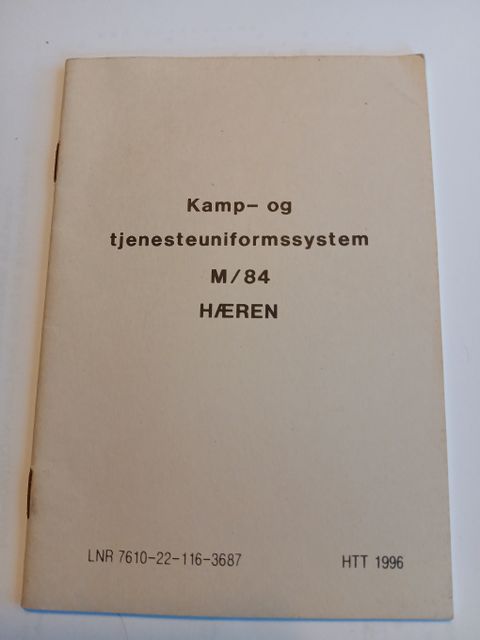 Kamp- og
tjenesteuniformssystem
M/84
HÆREN
LNR 7610-22-116-3687
HTT 1996